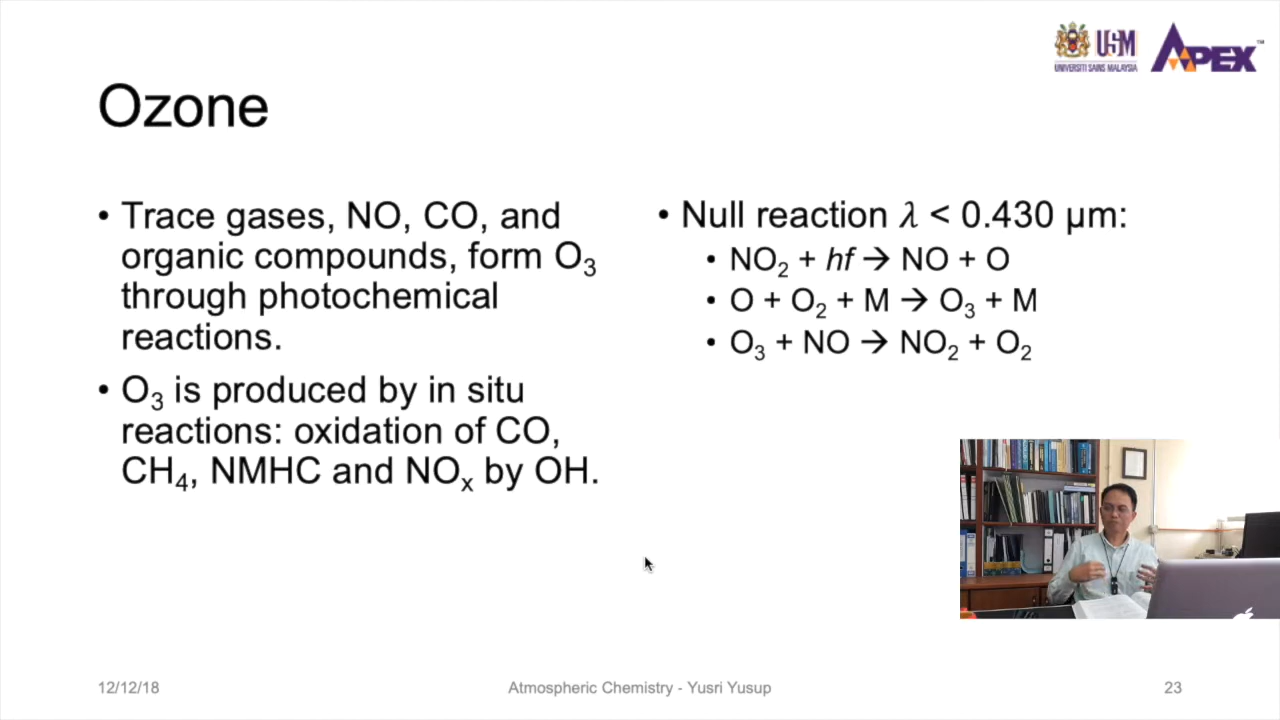 USM
UNIVERSITI SAINS MALAYSIA
APEX™
Ozone
• Trace gases, NO, CO, and
organic compounds, form O₃
through photochemical
reactions.
• O₃ is produced by in situ
reactions: oxidation of CO,
CH₄, NMHC and NOₓ by OH.
• Null reaction λ < 0.430 μm:
• NO₂ + hf → NO + O
• O + O₂ + M → O₃ + M
• O₃ + NO → NO₂ + O₂
12/12/18
Atmospheric Chemistry - Yusri Yusup
23